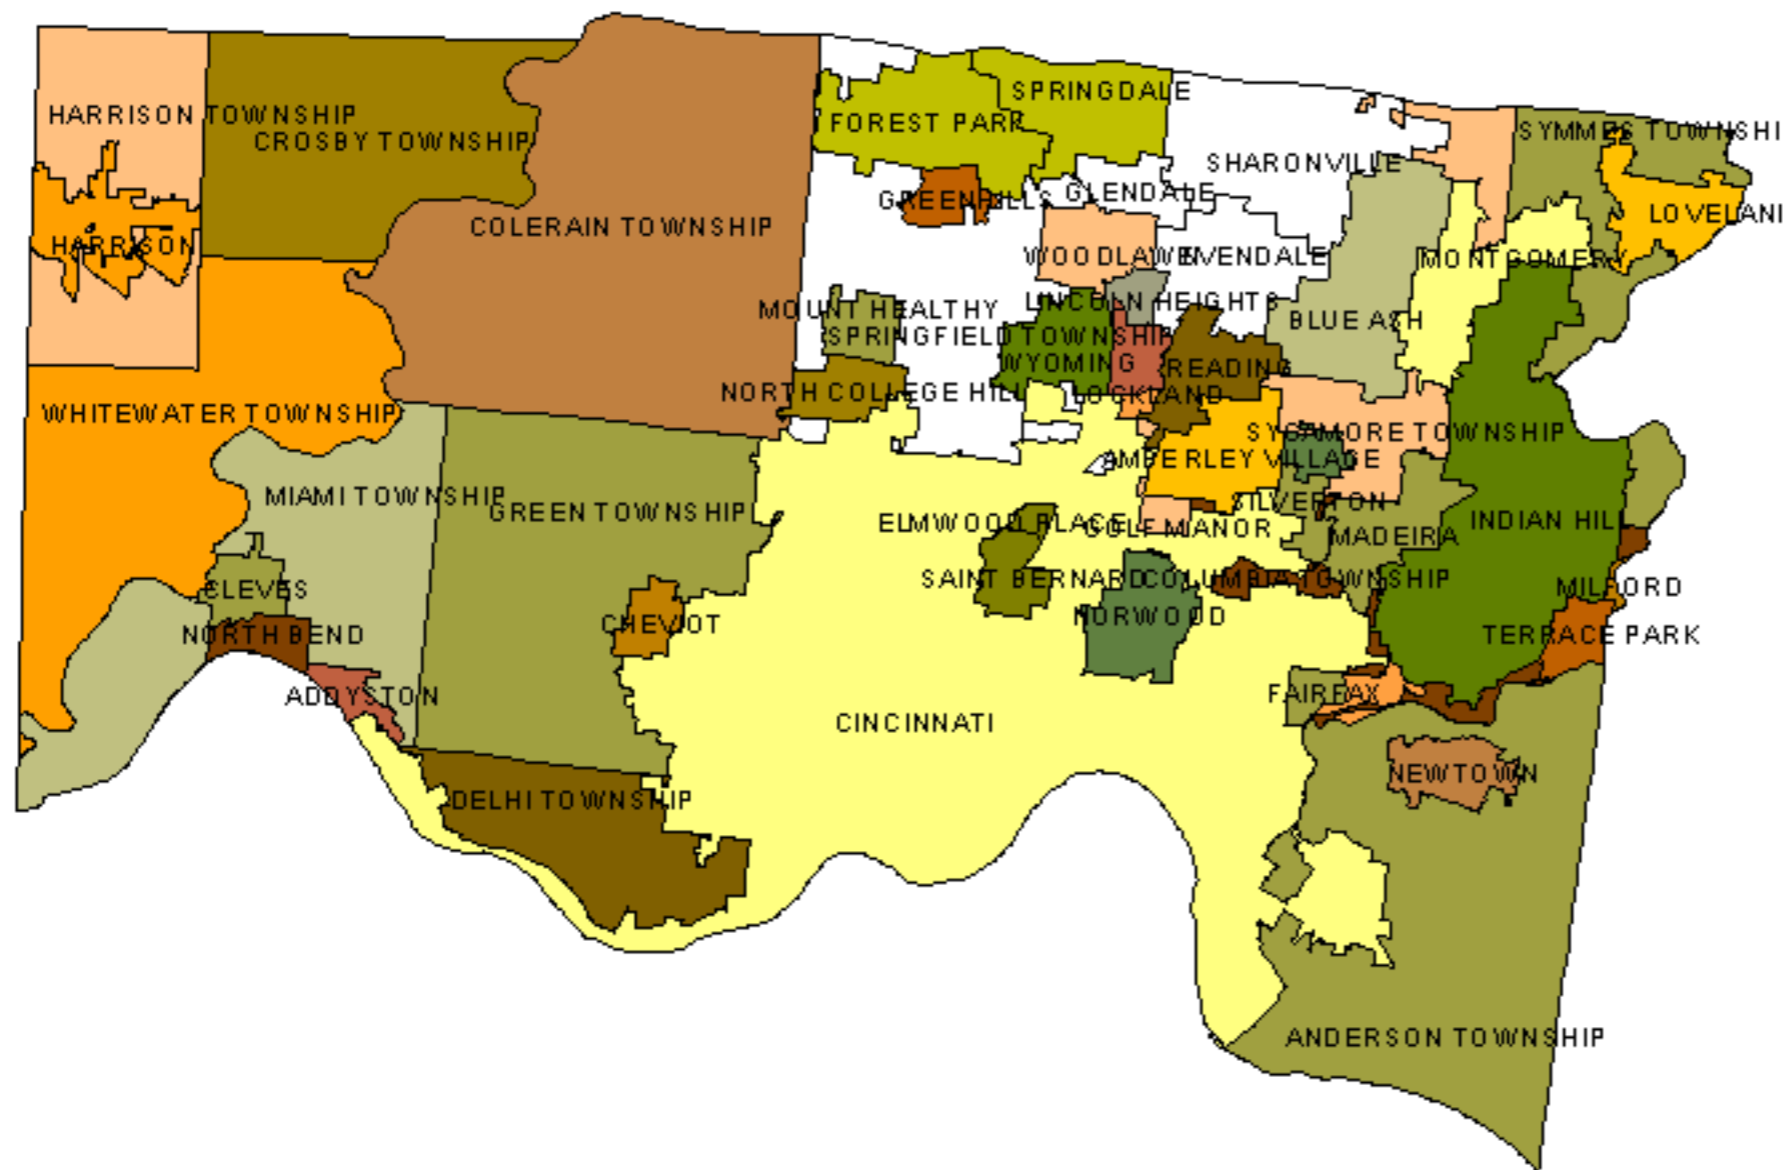 SPRINGDALE
HARRISON TOWNSHIP
FOREST PARK
SYMMES TOWNSHI
CROSBY TOWNSHIP
SHARONVILLE
GREENHILLS
GLENDALE
LOVELAN
COLERAIN TOWNSHIP
HARRISON
WOODLAWN
EVENDALE
MONTGOMERY
LINCOLN HEIGHTS
MOUNT HEALTHY
BLUE ASH
SPRINGFIELD TOWNSHIP
WYOMING
READING
NORTH COLLEGE HILL
LOCKLAND
WHITEWATER TOWNSHIP
SYCAMORE TOWNSHIP
AMBERLEY VILLAGE
MIAMI TOWNSHIP
SILVERTON
GREEN TOWNSHIP
ELMWOOD PLACE
GOLF MANOR
INDIAN HILL
MADEIRA
SAINT BERNARD
COLUMBIA TOWNSHIP
CLEVES
MILFORD
NORWOOD
CHEVIOT
NORTH BEND
TERRACE PARK
ADDYSTON
FAIRFAX
CINCINNATI
NEWTOWN
DELHI TOWNSHIP
ANDERSON TOWNSHIP